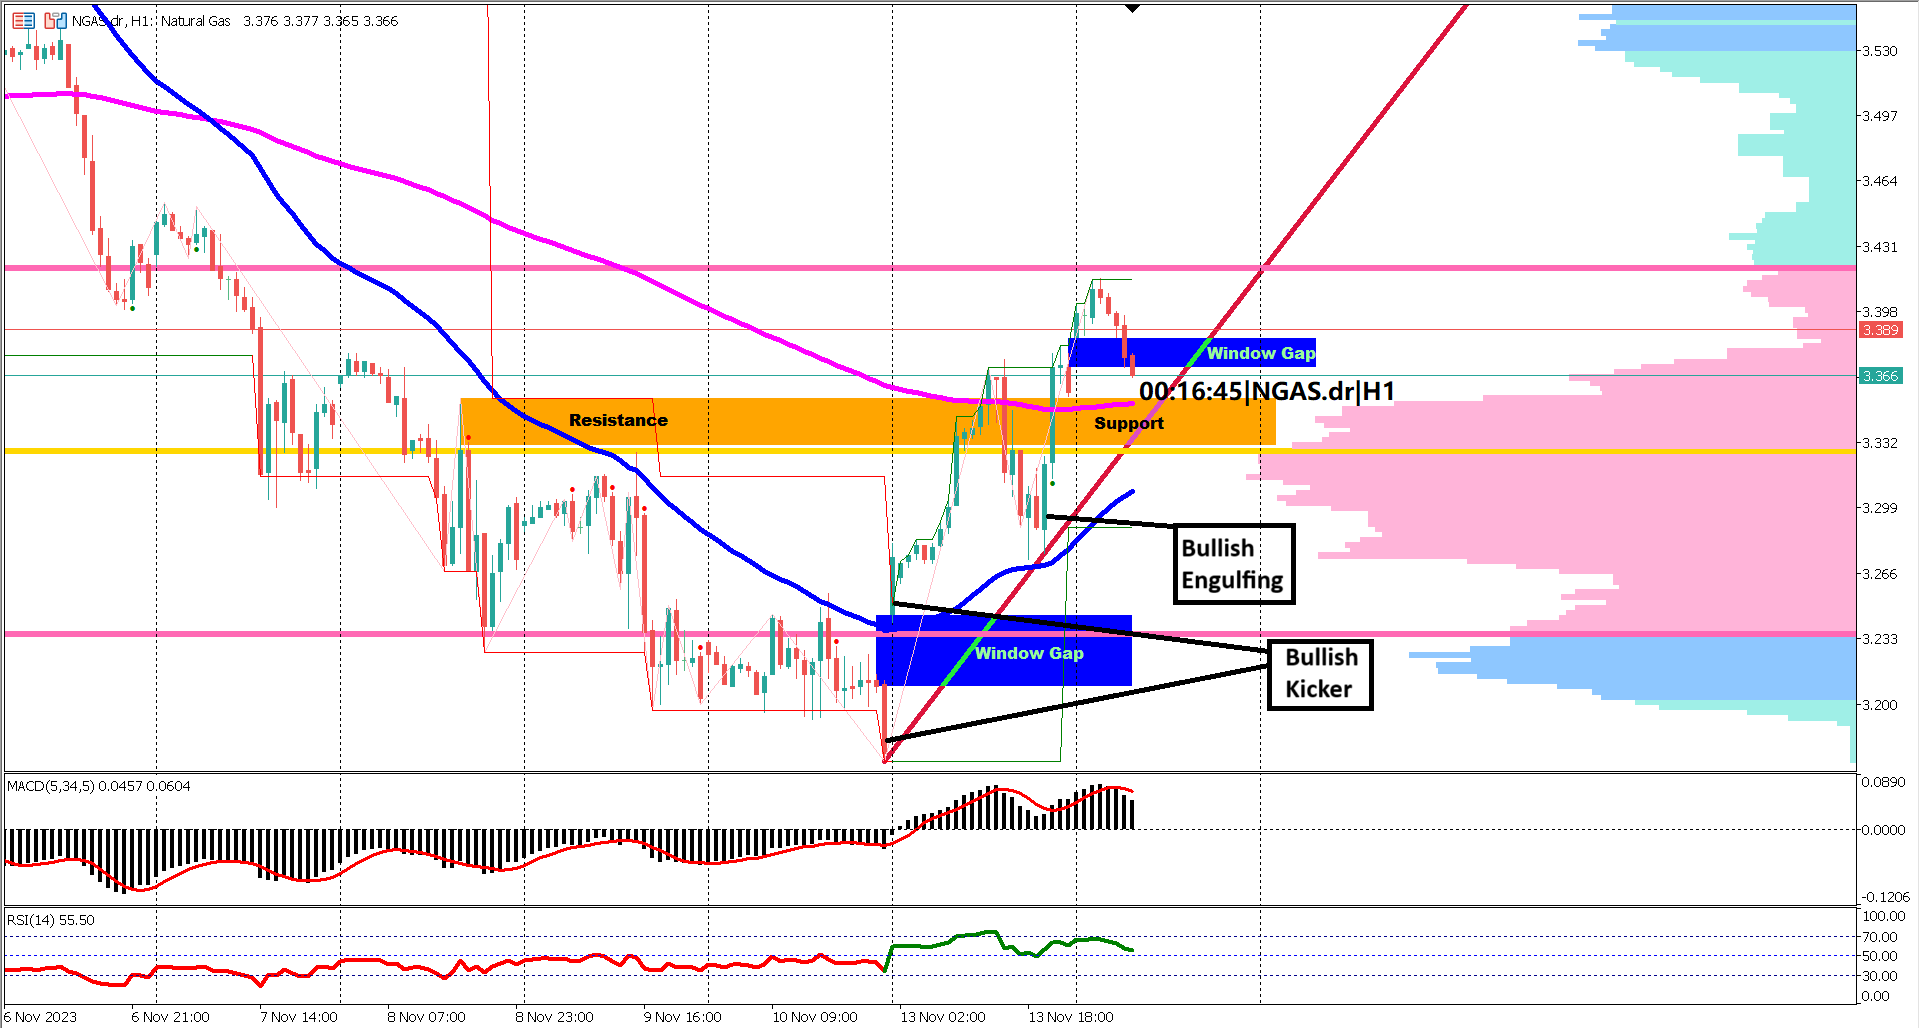 NGAS.dr, H1: Natural Gas 3.376 3.377 3.365 3.366
3.530
3.497
3.464
3.431
3.398
3.389
Window Gap
3.366
00:16:45|NGAS.dr|H1
Resistance
Support
3.332
3.299
Bullish
Engulfing
3.266
3.233
Window Gap
Bullish
Kicker
3.200
MACD(5,34,5) 0.0457 0.0604
0.0890
0.0000
-0.1206
RSI(14) 55.50
100.00
70.00
50.00
30.00
0.00
6 Nov 2023 6 Nov 21:00 7 Nov 14:00 8 Nov 07:00 8 Nov 23:00 9 Nov 16:00 10 Nov 09:00 13 Nov 02:00 13 Nov 18:00